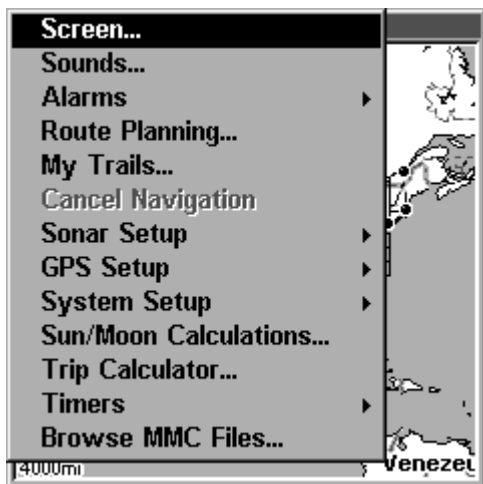 Screen...
Sounds...
Alarms
Route Planning...
My Trails...
Cancel Navigation
Sonar Setup
GPS Setup
System Setup
Sun/Moon Calculations...
Trip Calculator...
Timers
Browse MMC Files...
4000mi
Venezel